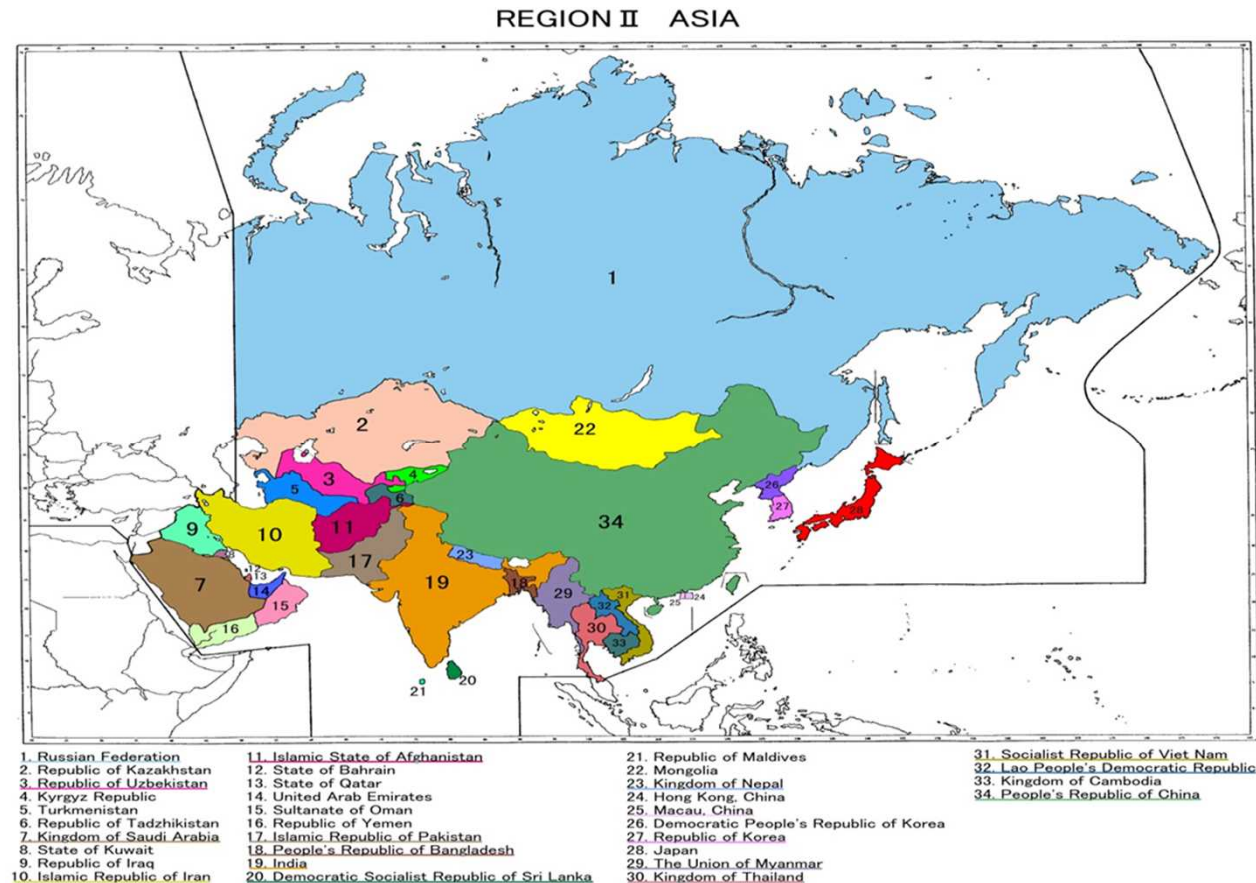 REGION II ASIA
1
2
22
3
4
5
6
26
27
28
34
11
10
9
17
23
12
13
7
14
19
18
15
29
31
24
25
32
16
30
33
21
20
1. Russian Federation
2. Republic of Kazakhstan
3. Republic of Uzbekistan
4. Kyrgyz Republic
5. Turkmenistan
6. Republic of Tadzhikistan
7. Kingdom of Saudi Arabia
8. State of Kuwait
9. Republic of Iraq
10. Islamic Republic of Iran
11. Islamic State of Afghanistan
12. State of Bahrain
13. State of Qatar
14. United Arab Emirates
15. Sultanate of Oman
16. Republic of Yemen
17. Islamic Republic of Pakistan
18. People's Republic of Bangladesh
19. India
20. Democratic Socialist Republic of Sri Lanka
21. Republic of Maldives
22. Mongolia
23. Kingdom of Nepal
24. Hong Kong, China
25. Macau, China
26. Democratic People's Republic of Korea
27. Republic of Korea
28. Japan
29. The Union of Myanmar
30. Kingdom of Thailand
31. Socialist Republic of Viet Nam
32. Lao People's Democratic Republic
33. Kingdom of Cambodia
34. People's Republic of China